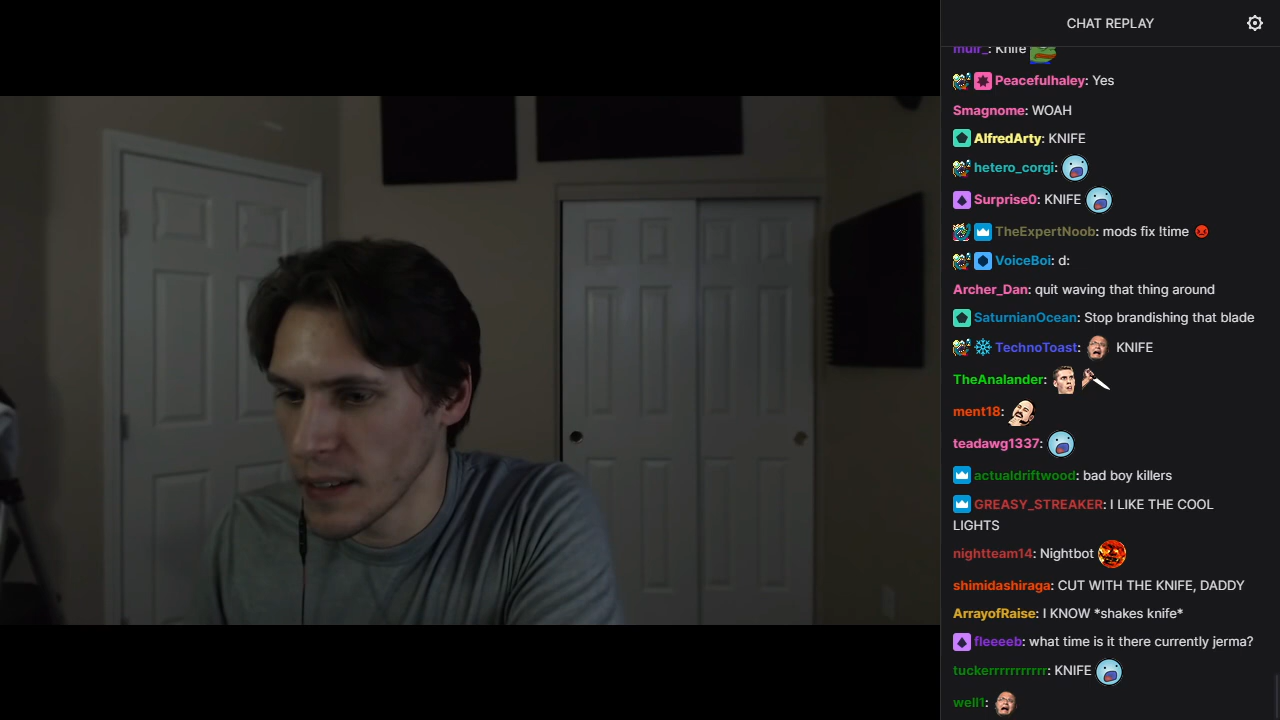 CHAT REPLAY
muir_: Knife
Peacefulhaley: Yes
Smagnome: WOAH
AlfredArty: KNIFE
hetero_corgi:
Surprise0: KNIFE
TheExpertNoob: mods fix !time
VoiceBoi: d:
Archer_Dan: quit waving that thing around
SaturnianOcean: Stop brandishing that blade
TechnoToast: KNIFE
TheAnalander:
ment18:
teadawg1337:
actualdriftwood: bad boy killers
GREASY_STREAKER: I LIKE THE COOL
LIGHTS
nightteam14: Nightbot
shimidashiraga: CUT WITH THE KNIFE, DADDY
ArrayofRaise: I KNOW *shakes knife*
fleeeeb: what time is it there currently jerma?
tuckerrrrrrrrrrr: KNIFE
well1: